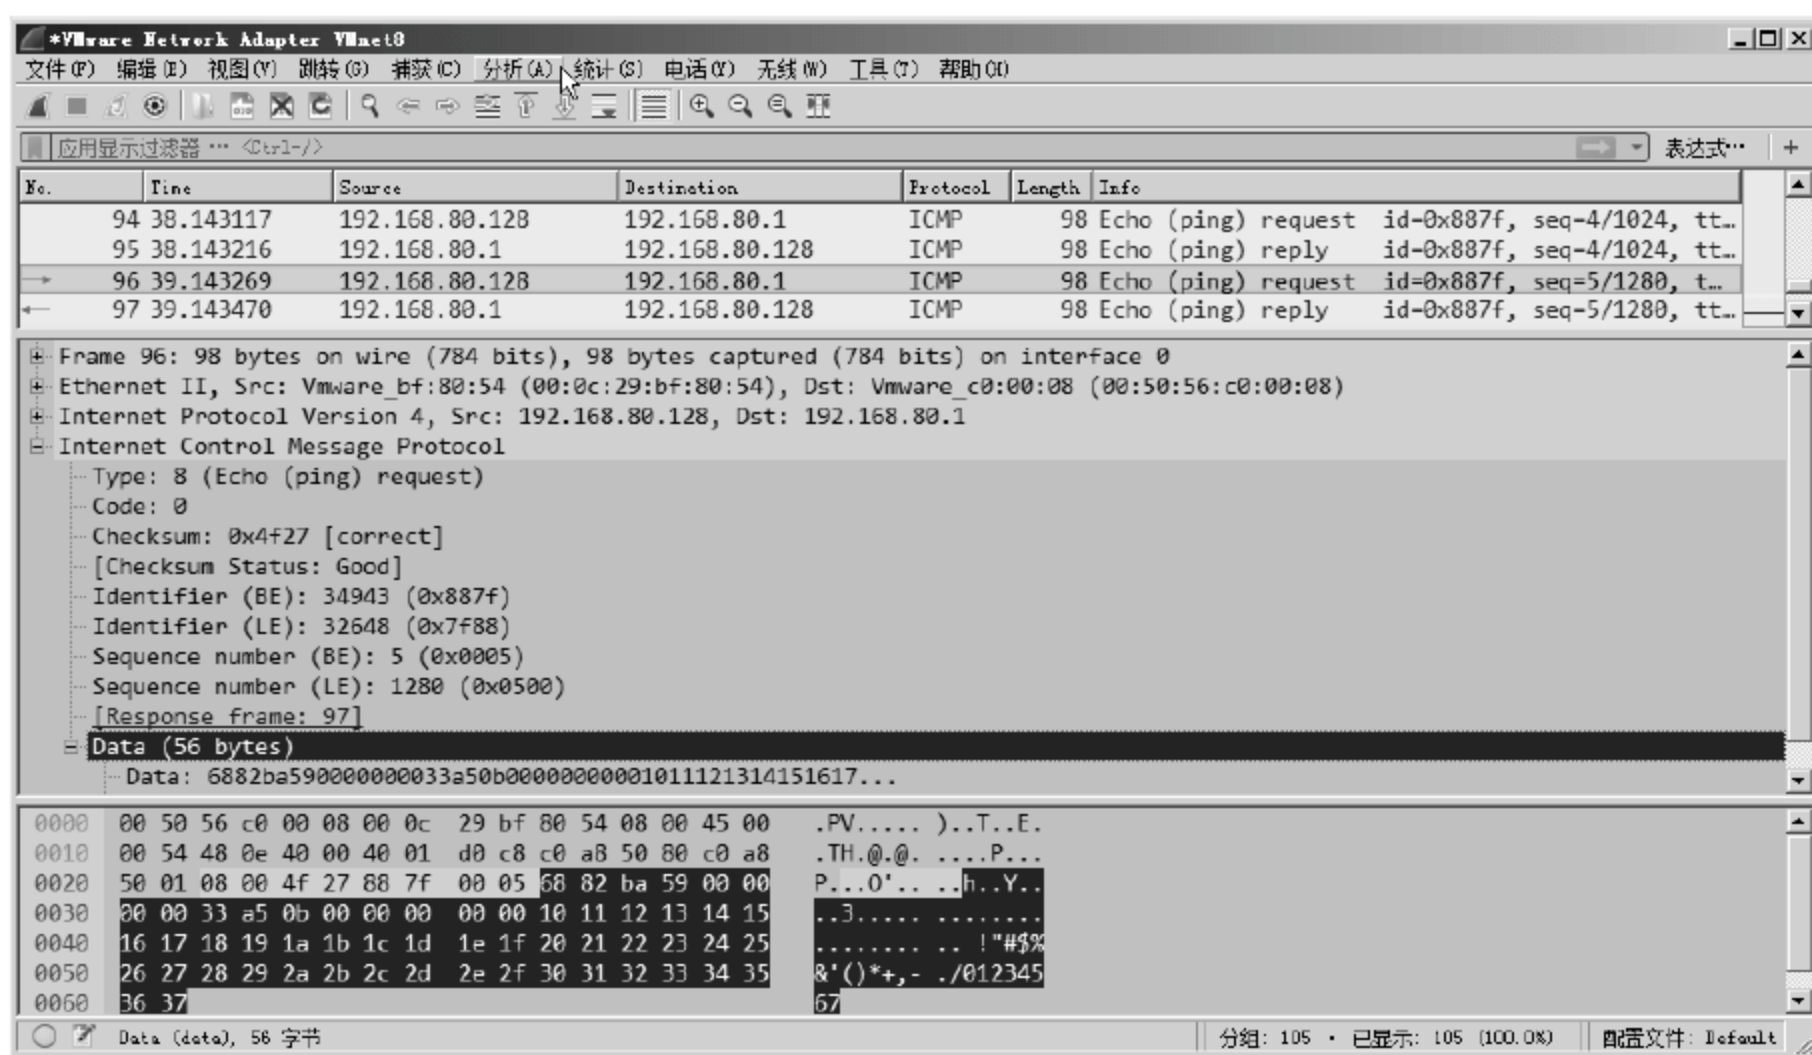 *VMware Network Adapter VMnet8
文件(F) 编辑(E) 视图(V) 跳转(G) 捕获(C) 分析(A) 统计(S) 电话(Y) 无线(W) 工具(T) 帮助(H)
应用显示过滤器 … <Ctrl-/> 表达式… +
No. Time Source Destination Protocol Length Info
94 38.143117 192.168.80.128 192.168.80.1 ICMP 98 Echo (ping) request id=0x887f, seq=4/1024, tt…
95 38.143216 192.168.80.1 192.168.80.128 ICMP 98 Echo (ping) reply id=0x887f, seq=4/1024, tt…
96 39.143269 192.168.80.128 192.168.80.1 ICMP 98 Echo (ping) request id=0x887f, seq=5/1280, t…
97 39.143470 192.168.80.1 192.168.80.128 ICMP 98 Echo (ping) reply id=0x887f, seq=5/1280, tt…
Frame 96: 98 bytes on wire (784 bits), 98 bytes captured (784 bits) on interface 0
Ethernet II, Src: Vmware_bf:80:54 (00:0c:29:bf:80:54), Dst: Vmware_c0:00:08 (00:50:56:c0:00:08)
Internet Protocol Version 4, Src: 192.168.80.128, Dst: 192.168.80.1
Internet Control Message Protocol
Type: 8 (Echo (ping) request)
Code: 0
Checksum: 0x4f27 [correct]
[Checksum Status: Good]
Identifier (BE): 34943 (0x887f)
Identifier (LE): 32648 (0x7f88)
Sequence number (BE): 5 (0x0005)
Sequence number (LE): 1280 (0x0500)
[Response frame: 97]
Data (56 bytes)
Data: 6882ba590000000033a50b00000000001011121314151617...
0000 00 50 56 c0 00 08 00 0c 29 bf 80 54 08 00 45 00 .PV..... )..T..E.
0010 00 54 48 0e 40 00 40 01 d0 c8 c0 a8 50 80 c0 a8 .TH.@.@. ....P...
0020 50 01 08 00 4f 27 88 7f 00 05 68 82 ba 59 00 00 P...O'.. ..h..Y..
0030 00 00 33 a5 0b 00 00 00 00 00 10 11 12 13 14 15 ..3..... ........
0040 16 17 18 19 1a 1b 1c 1d 1e 1f 20 21 22 23 24 25 ........ .. !"#$%
0050 26 27 28 29 2a 2b 2c 2d 2e 2f 30 31 32 33 34 35 &'()*+,- ./012345
0060 36 37 67
Data (data), 56 字节 分组: 105 · 已显示: 105 (100.0%) 配置文件: Default